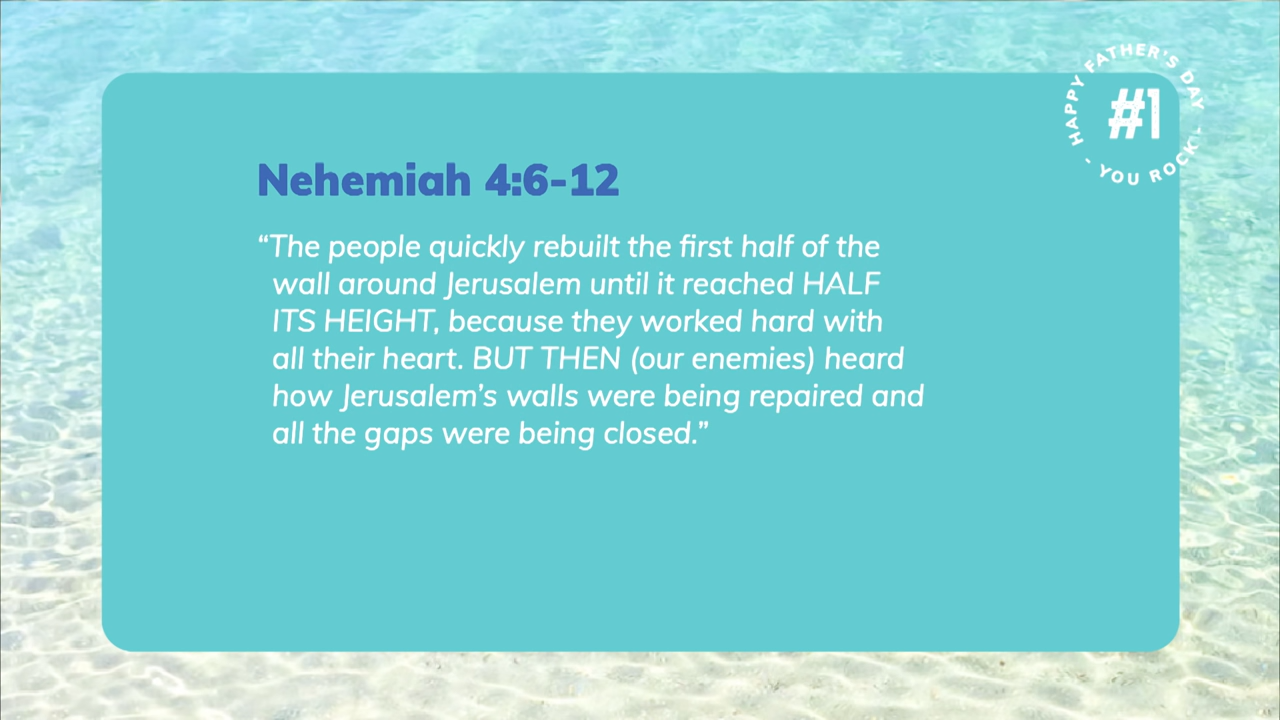 HAPPY FATHER'S DAY
#1
- YOU ROCK -
Nehemiah 4:6-12
“The people quickly rebuilt the first half of the
wall around Jerusalem until it reached HALF
ITS HEIGHT, because they worked hard with
all their heart. BUT THEN (our enemies) heard
how Jerusalem’s walls were being repaired and
all the gaps were being closed.”